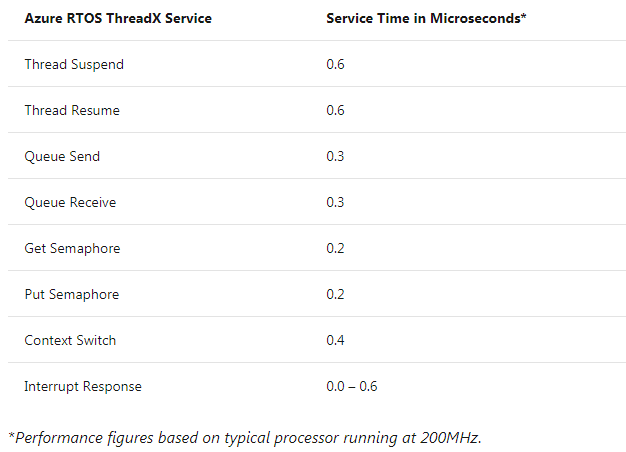 Azure RTOS ThreadX Service Service Time in Microseconds*
Thread Suspend 0.6
Thread Resume 0.6
Queue Send 0.3
Queue Receive 0.3
Get Semaphore 0.2
Put Semaphore 0.2
Context Switch 0.4
Interrupt Response 0.0 – 0.6
*Performance figures based on typical processor running at 200MHz.